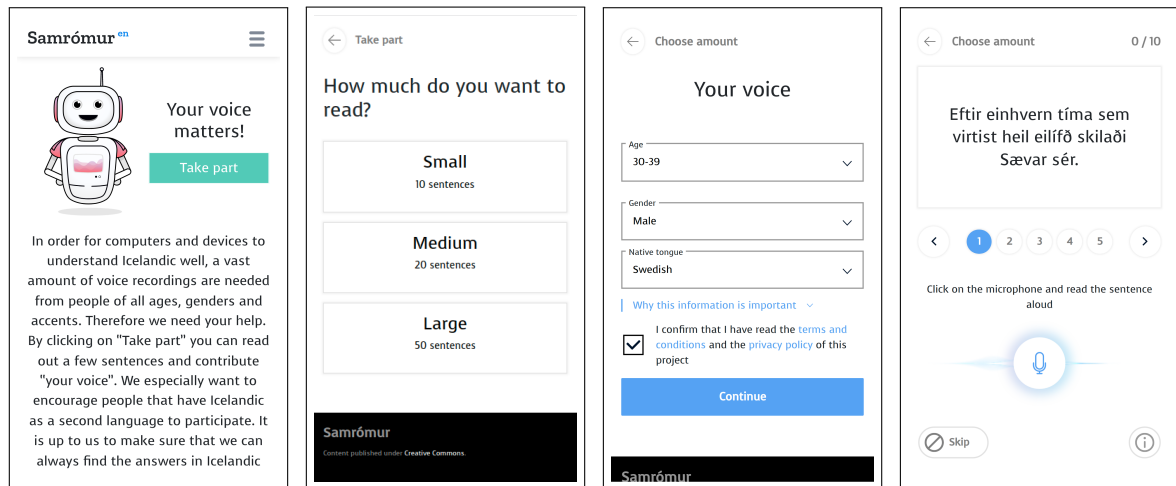 Samrómur en
Your voice
matters!
Take part
In order for computers and devices to
understand Icelandic well, a vast
amount of voice recordings are needed
from people of all ages, genders and
accents. Therefore we need your help.
By clicking on "Take part" you can read
out a few sentences and contribute
"your voice". We especially want to
encourage people that have Icelandic
as a second language to participate. It
is up to us to make sure that we can
always find the answers in Icelandic
Take part
How much do you want to
read?
Small
10 sentences
Medium
20 sentences
Large
50 sentences
Samrómur
Content published under Creative Commons.
Choose amount
Your voice
Age
30-39
Gender
Male
Native tongue
Swedish
Why this information is important
I confirm that I have read the terms and
conditions and the privacy policy of this
project
Continue
Samrómur
Choose amount 0 / 10
Eftir einhvern tíma sem
virtist heil eilífð skilaði
Sævar sér.
1 2 3 4 5
Click on the microphone and read the sentence
aloud
Skip